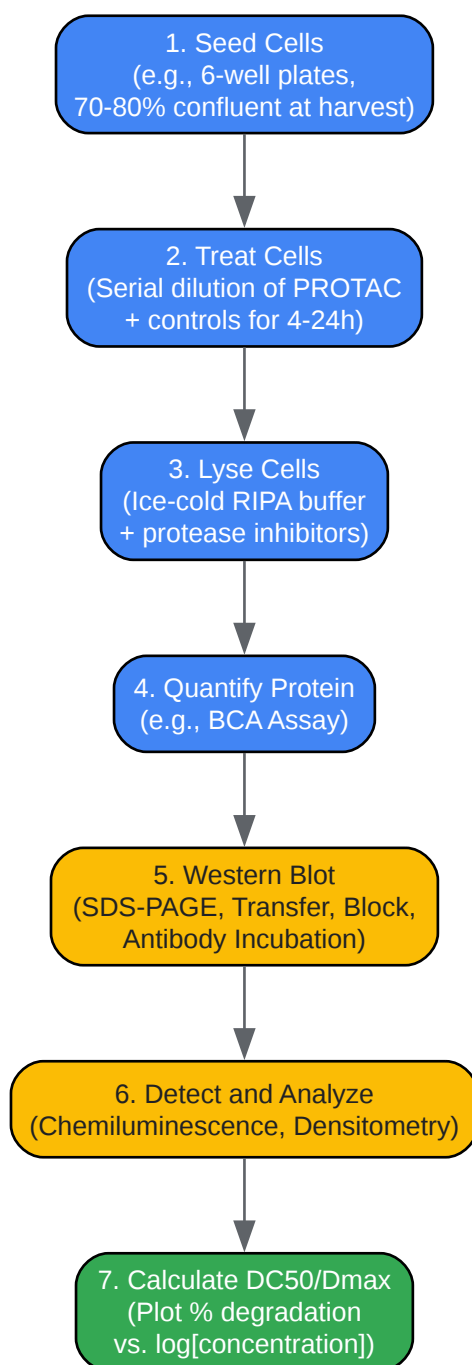 1. Seed Cells
(e.g., 6-well plates,
70-80% confluent at harvest)
2. Treat Cells
(Serial dilution of PROTAC
+ controls for 4-24h)
3. Lyse Cells
(Ice-cold RIPA buffer
+ protease inhibitors)
4. Quantify Protein
(e.g., BCA Assay)
5. Western Blot
(SDS-PAGE, Transfer, Block,
Antibody Incubation)
6. Detect and Analyze
(Chemiluminescence, Densitometry)
7. Calculate DC50/Dmax
(Plot % degradation
vs. log[concentration])